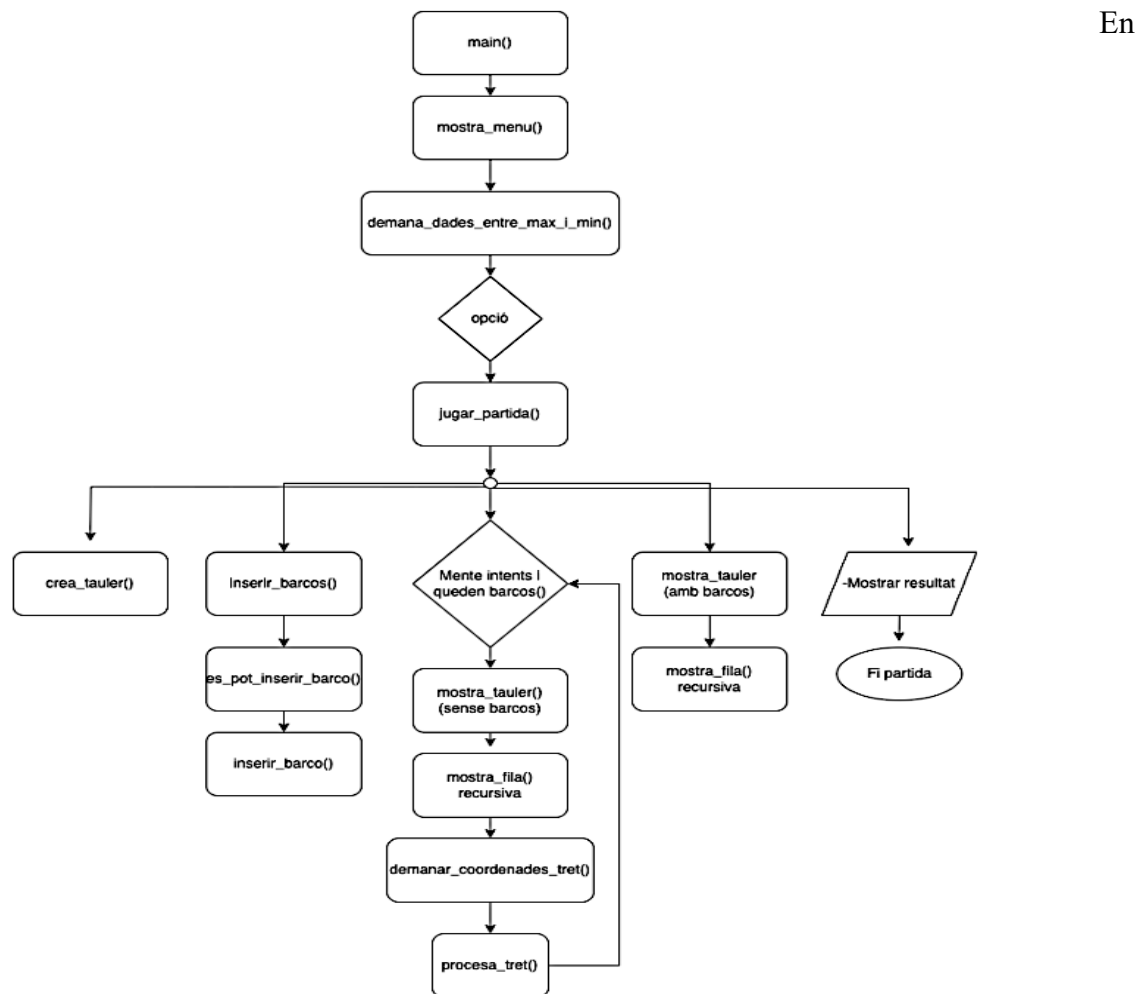 En
main()
mostra_menu()
demana_dades_entre_max_i_min()
opció
jugar_partida()
crea_tauler()
inserir_barcos()
es_pot_inserir_barco()
inserir_barco()
Mente intents I
queden barcos()
mostra_tauler()
(sense barcos)
mostra_fila()
recursiva
demanar_coordenades_tret()
procesa_tret()
mostra_tauler
(amb barcos)
mostra_fila()
recursiva
-Mostrar resultat
Fi partida